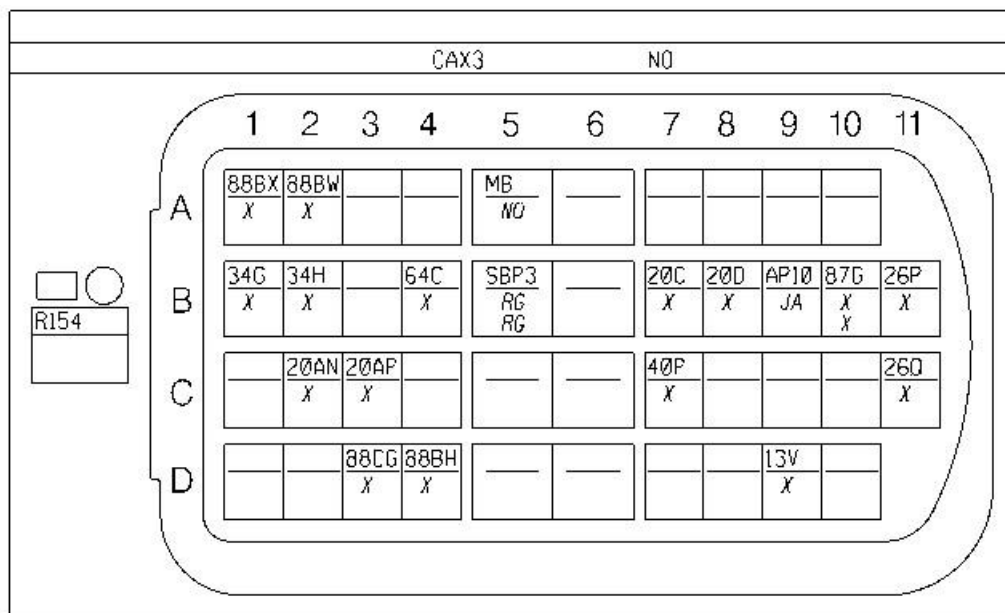 CAX3 NO
1 2 3 4 5 6 7 8 9 10 11
A
88BX 88BW MB
X X NO
B
34G 34H 64C SBP3 20C 20D AP10 87G 26P
X X X RG X X JA X X
RG X
R154
C
20AN 20AP 40P 26Q
X X X X
D
88CG 88BH 13V
X X X